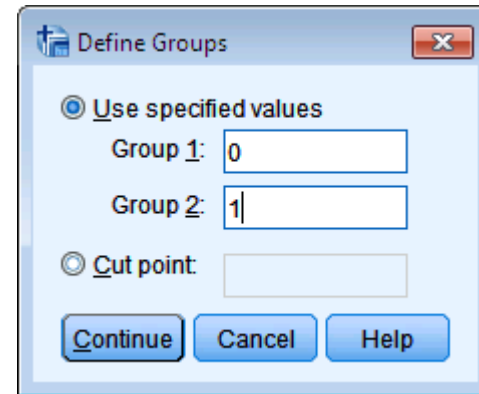 Define Groups
Use specified values
Group 1: 0
Group 2: 1
Cut point:
Continue Cancel Help